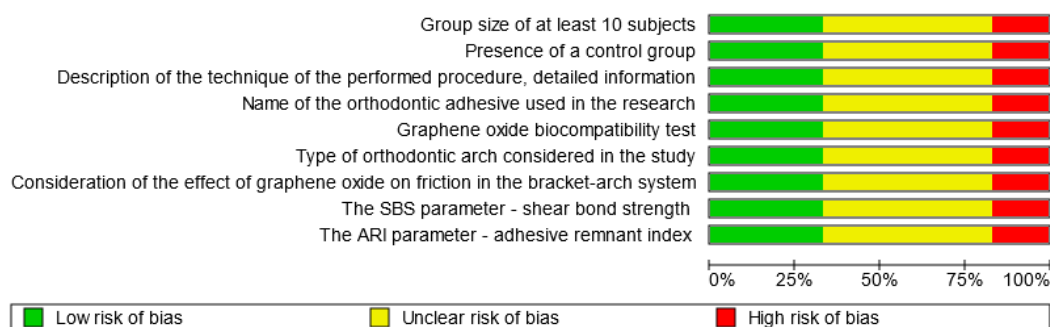 Group size of at least 10 subjects
Presence of a control group
Description of the technique of the performed procedure, detailed information
Name of the orthodontic adhesive used in the research
Graphene oxide biocompatibility test
Type of orthodontic arch considered in the study
Consideration of the effect of graphene oxide on friction in the bracket-arch system
The SBS parameter - shear bond strength
The ARI parameter - adhesive remnant index
0% 25% 50% 75% 100%
Low risk of bias Unclear risk of bias High risk of bias